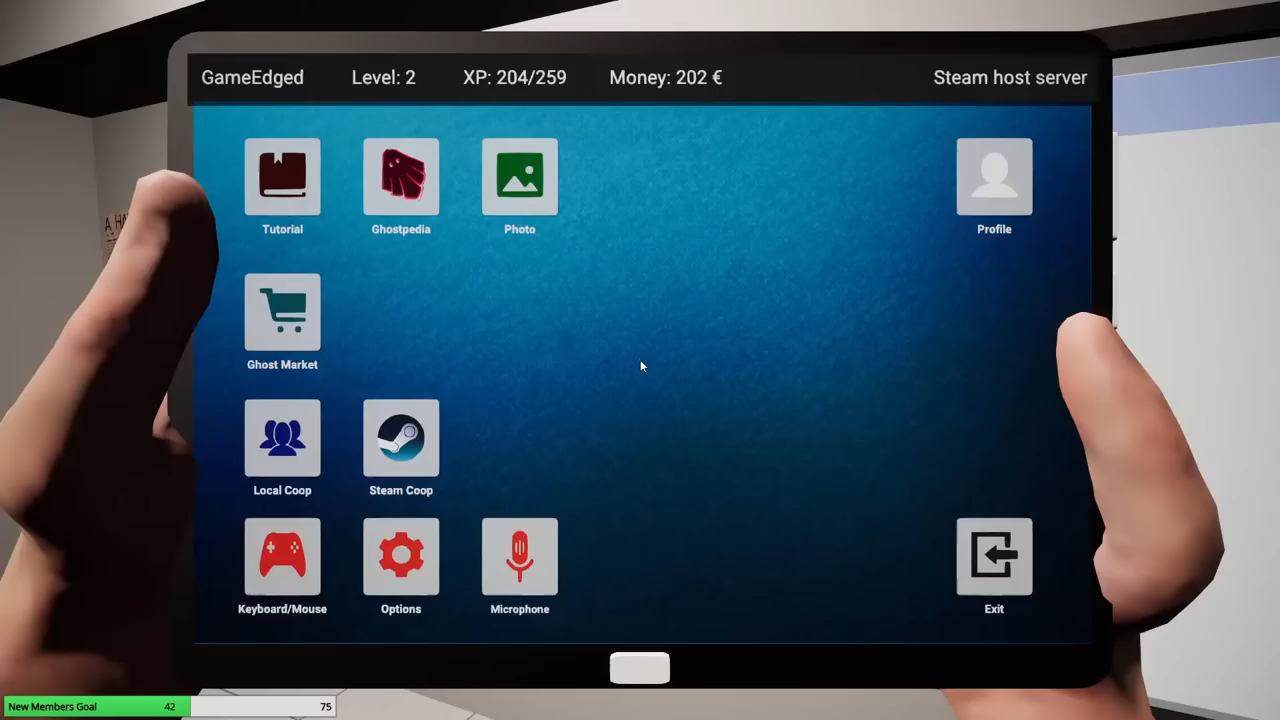 GameEdged Level: 2 XP: 204/259 Money: 202 € Steam host server
Tutorial Ghostpedia Photo Profile
Ghost Market
Local Coop Steam Coop
Keyboard/Mouse Options Microphone Exit
New Members Goal 42 75